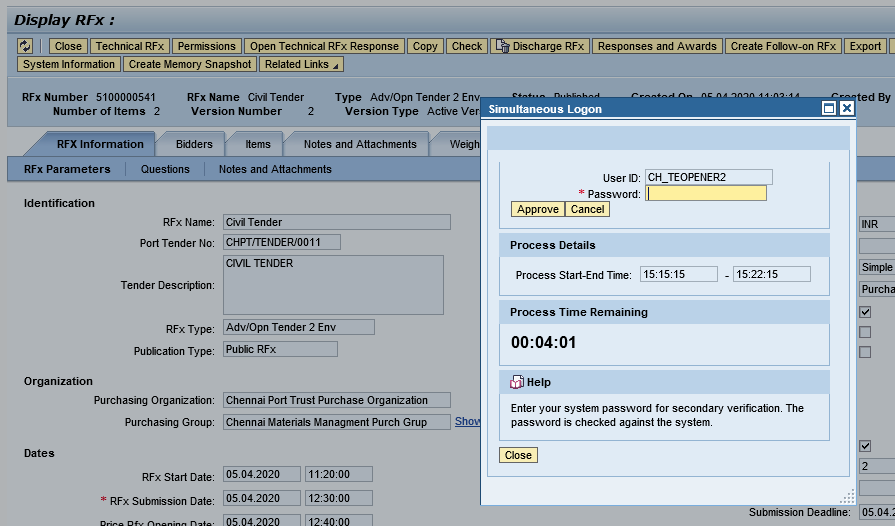 Display RFx :
Close Technical RFx Permissions Open Technical RFx Response Copy Check Discharge RFx Responses and Awards Create Follow-on RFx Export
System Information Create Memory Snapshot Related Links
RFx Number 5100000541 RFx Name Civil Tender Type Adv/Opn Tender 2 Env Status Published Created On 05.04.2020 11:03:14 Created By
Number of Items 2 Version Number 2 Version Type Active
RFX Information Bidders Items Notes and Attachments Weigh
RFx Parameters Questions Notes and Attachments
Identification
RFx Name: Civil Tender
Port Tender No: CHPT/TENDER/0011
Tender Description: CIVIL TENDER
RFx Type: Adv/Opn Tender 2 Env
Publication Type: Public RFx
Organization
Purchasing Organization: Chennai Port Trust Purchase Organization
Purchasing Group: Chennai Materials Managment Purch Grup Show
Dates
RFx Start Date: 05.04.2020 11:20:00
* RFx Submission Date: 05.04.2020 12:30:00
Price Rfx Opening Date: 05.04.2020 12:40:00
Simultaneous Logon
User ID: CH_TEOPENER2
* Password:
Approve Cancel
Process Details
Process Start-End Time: 15:15:15 - 15:22:15
Process Time Remaining
00:04:01
Help
Enter your system password for secondary verification. The
password is checked against the system.
Close
INR
Simple
Purcha
2
Submission Deadline: 05.04.2